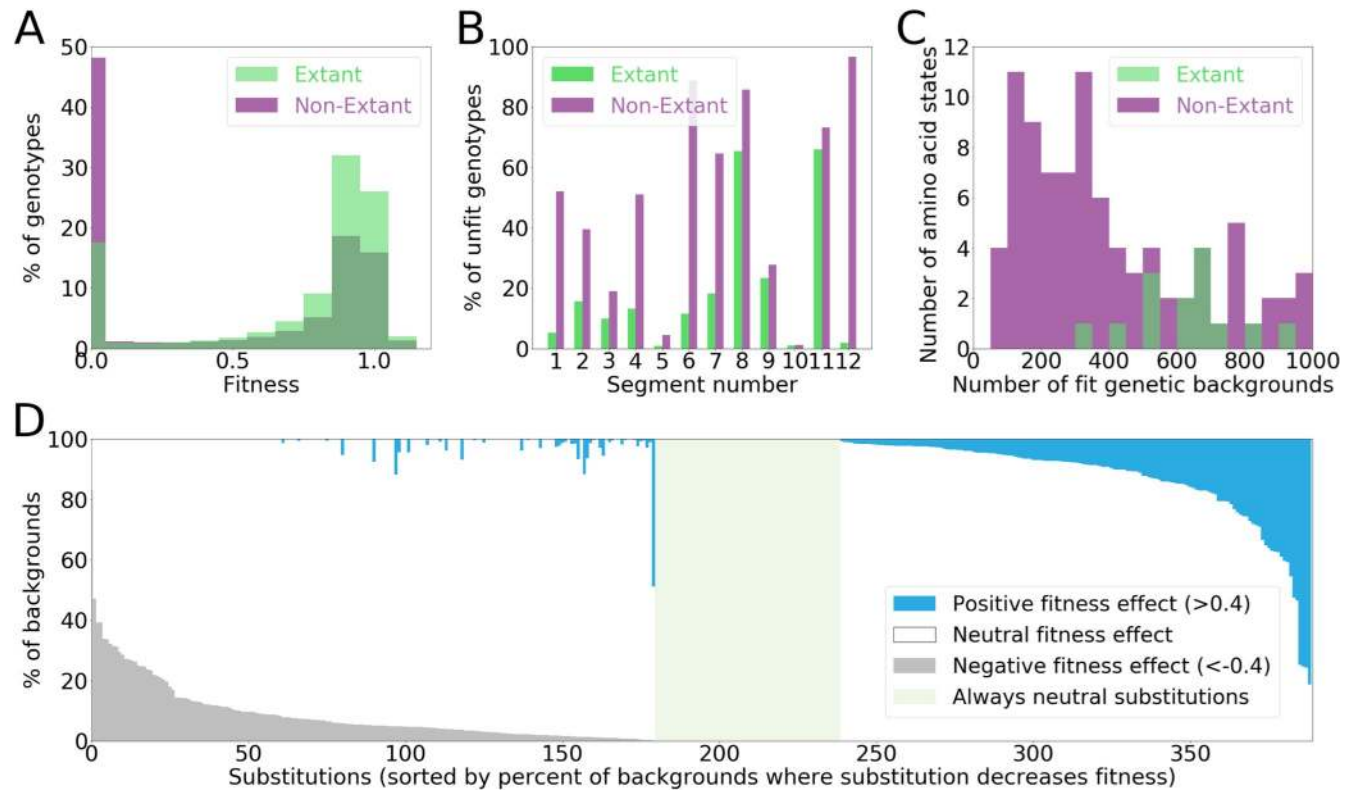 A
50
40
30
20
10
0
% of genotypes
Extant
Non-Extant
0.0
0.5
1.0
Fitness
B
100
80
60
40
20
0
% of unfit genotypes
Extant
Non-Extant
1 2 3 4 5 6 7 8 9 10 11 12
Segment number
C
12
10
8
6
4
2
0
Number of amino acid states
Extant
Non-Extant
200 400 600 800 1000
Number of fit genetic backgrounds
D
100
80
60
40
20
0
% of backgrounds
Positive fitness effect (>0.4)
Neutral fitness effect
Negative fitness effect (<-0.4)
Always neutral substitutions
0 50 100 150 200 250 300 350
Substitutions (sorted by percent of backgrounds where substitution decreases fitness)